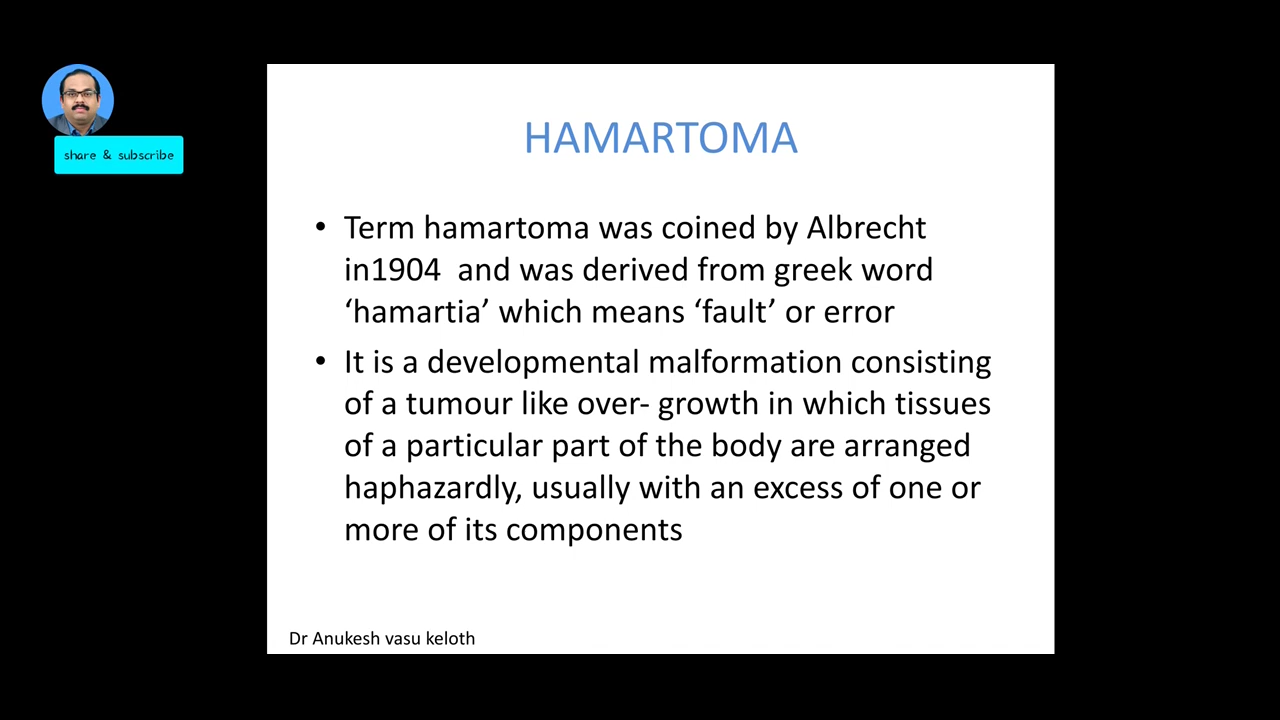 share & subscribe
HAMARTOMA
• Term hamartoma was coined by Albrecht
in1904  and was derived from greek word
‘hamartia’ which means ‘fault’ or error
• It is a developmental malformation consisting
of a tumour like over- growth in which tissues
of a particular part of the body are arranged
haphazardly, usually with an excess of one or
more of its components
Dr Anukesh vasu keloth